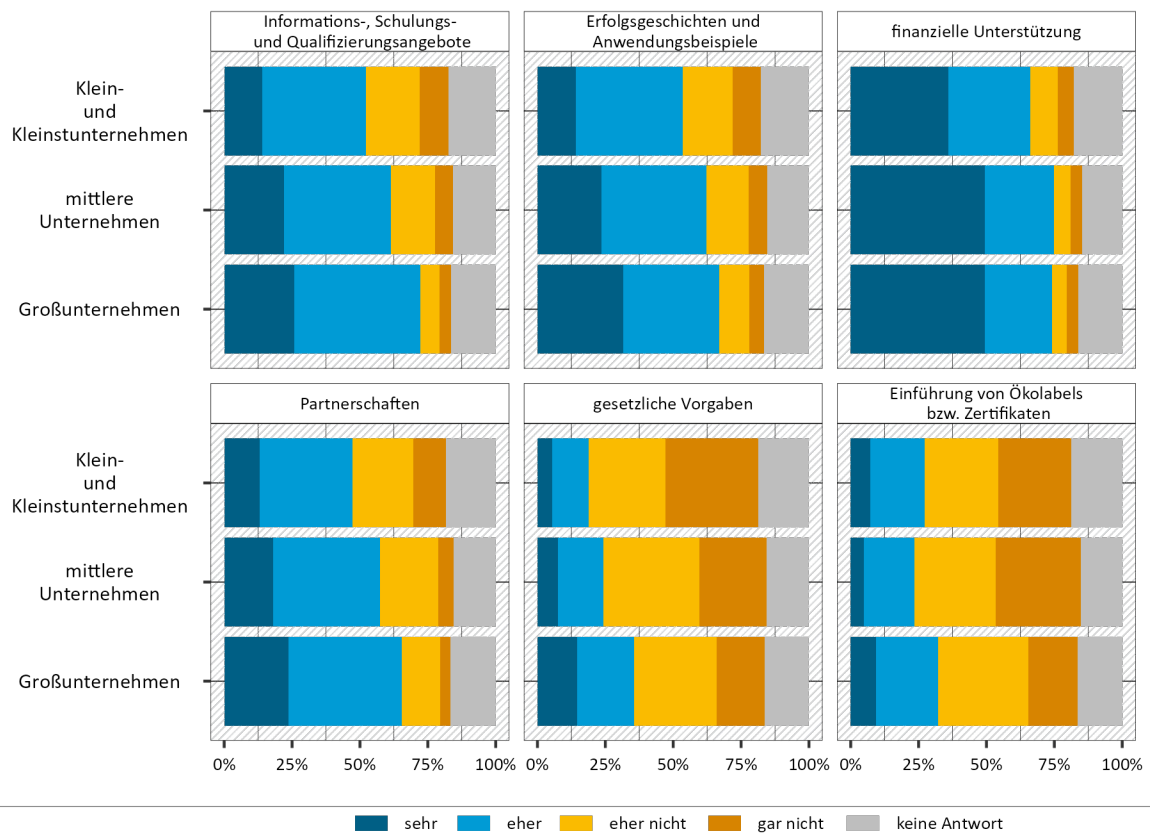 Informations-, Schulungs-
und Qualifizierungsangebote
Erfolgsgeschichten und
Anwendungsbeispiele
finanzielle Unterstützung
Klein-
und
Kleinstunternehmen
mittlere
Unternehmen
Großunternehmen
Partnerschaften
gesetzliche Vorgaben
Einführung von Ökolabels
bzw. Zertifikaten
Klein-
und
Kleinstunternehmen
mittlere
Unternehmen
Großunternehmen
0% 25% 50% 75% 100% 0% 25% 50% 75% 100% 0% 25% 50% 75% 100%
sehr eher eher nicht gar nicht keine Antwort